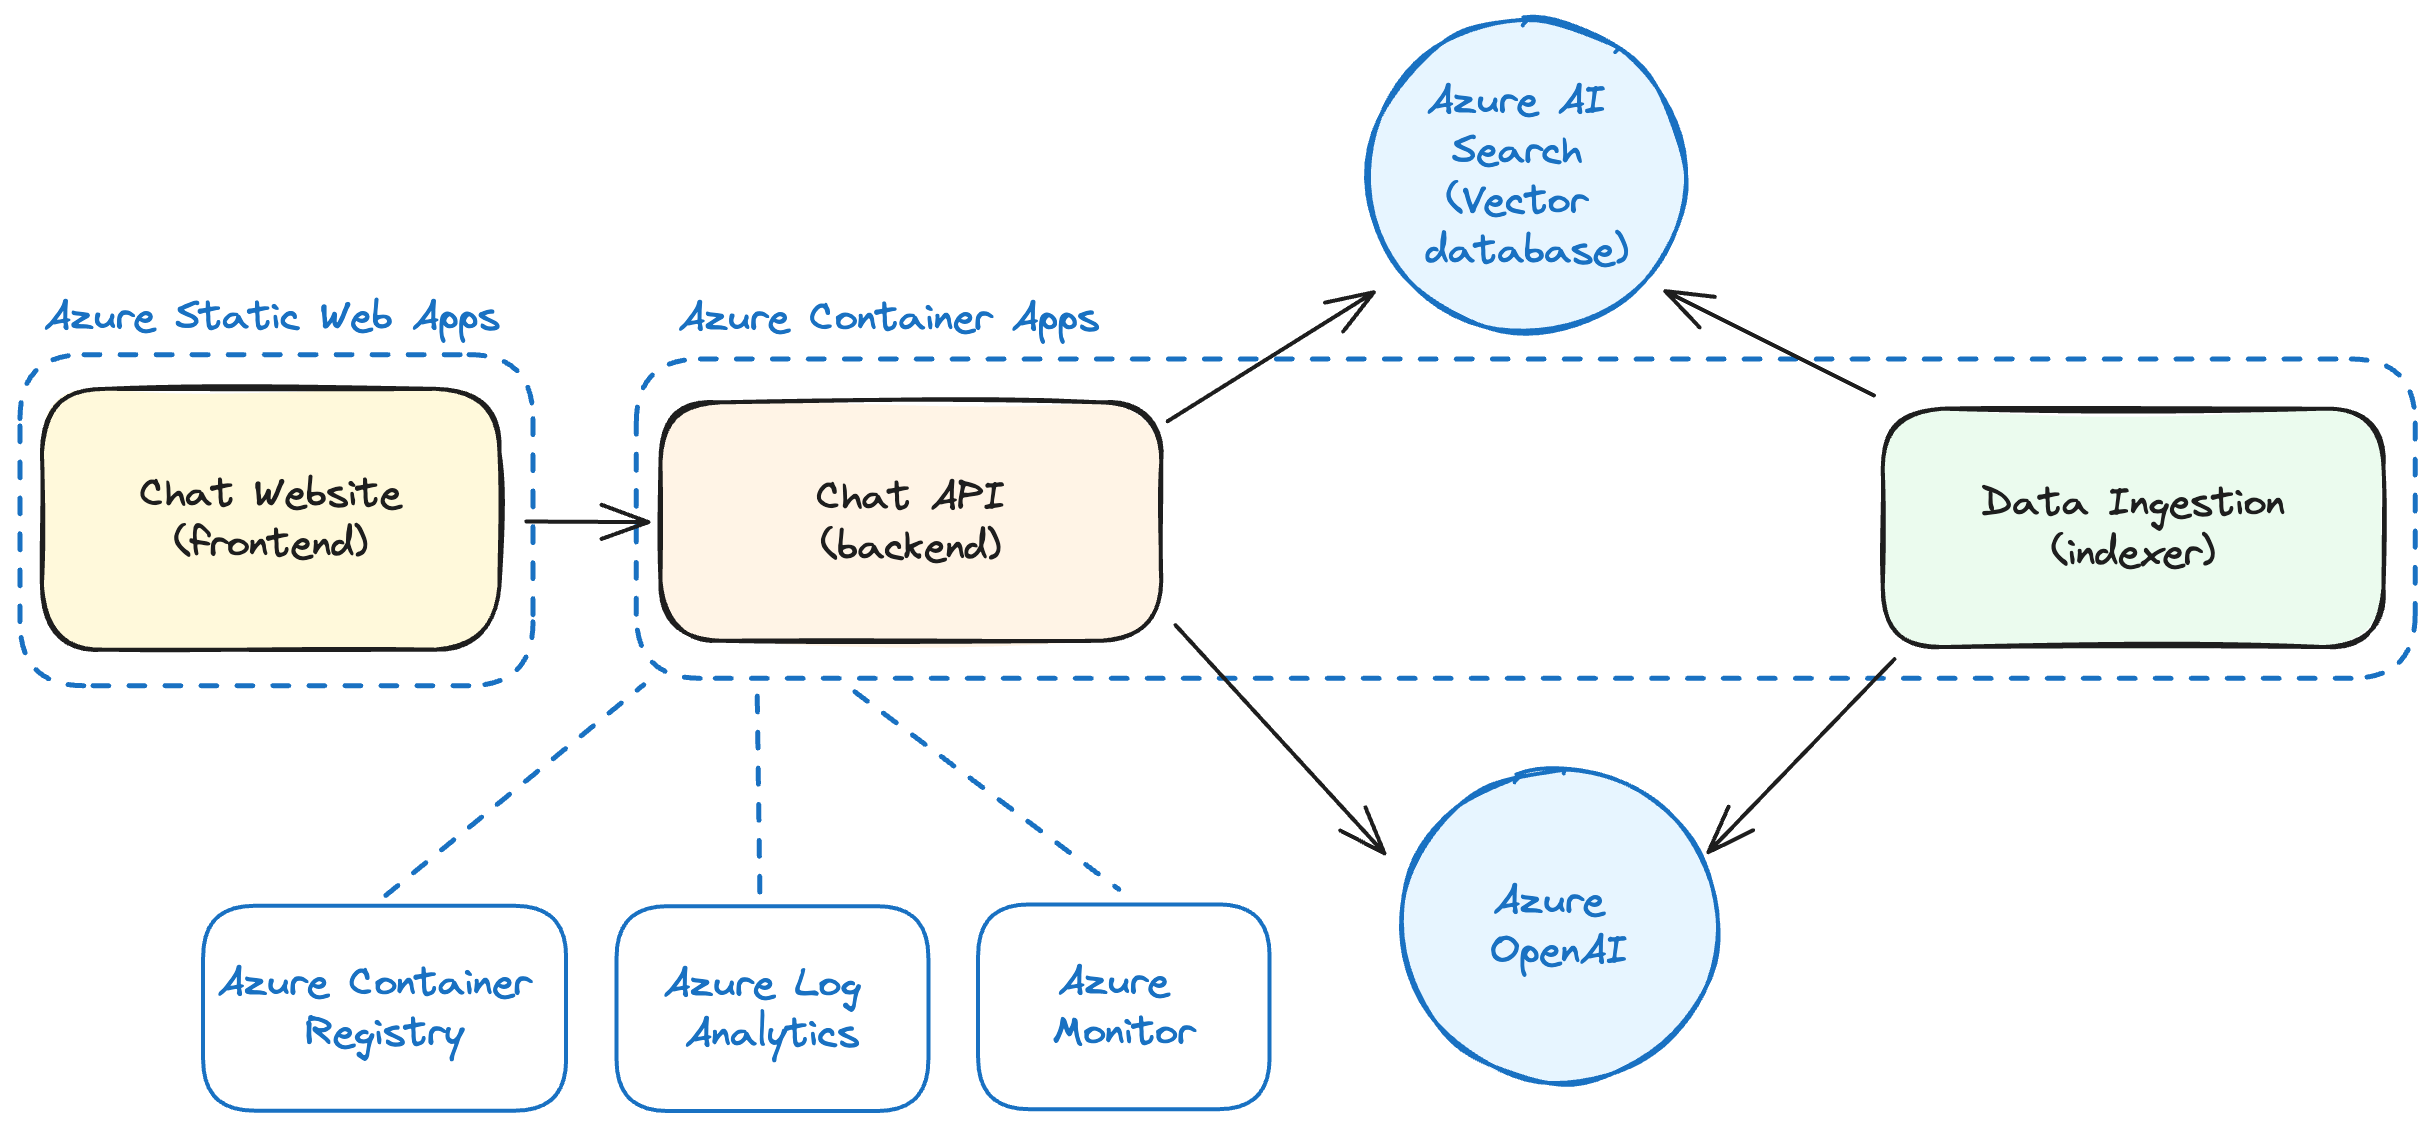 Azure AI
Search
(Vector
database)
Azure Static Web Apps
Azure Container Apps
Chat Website
(frontend)
Chat API
(backend)
Data Ingestion
(indexer)
Azure
OpenAI
Azure Container
Registry
Azure Log
Analytics
Azure
Monitor